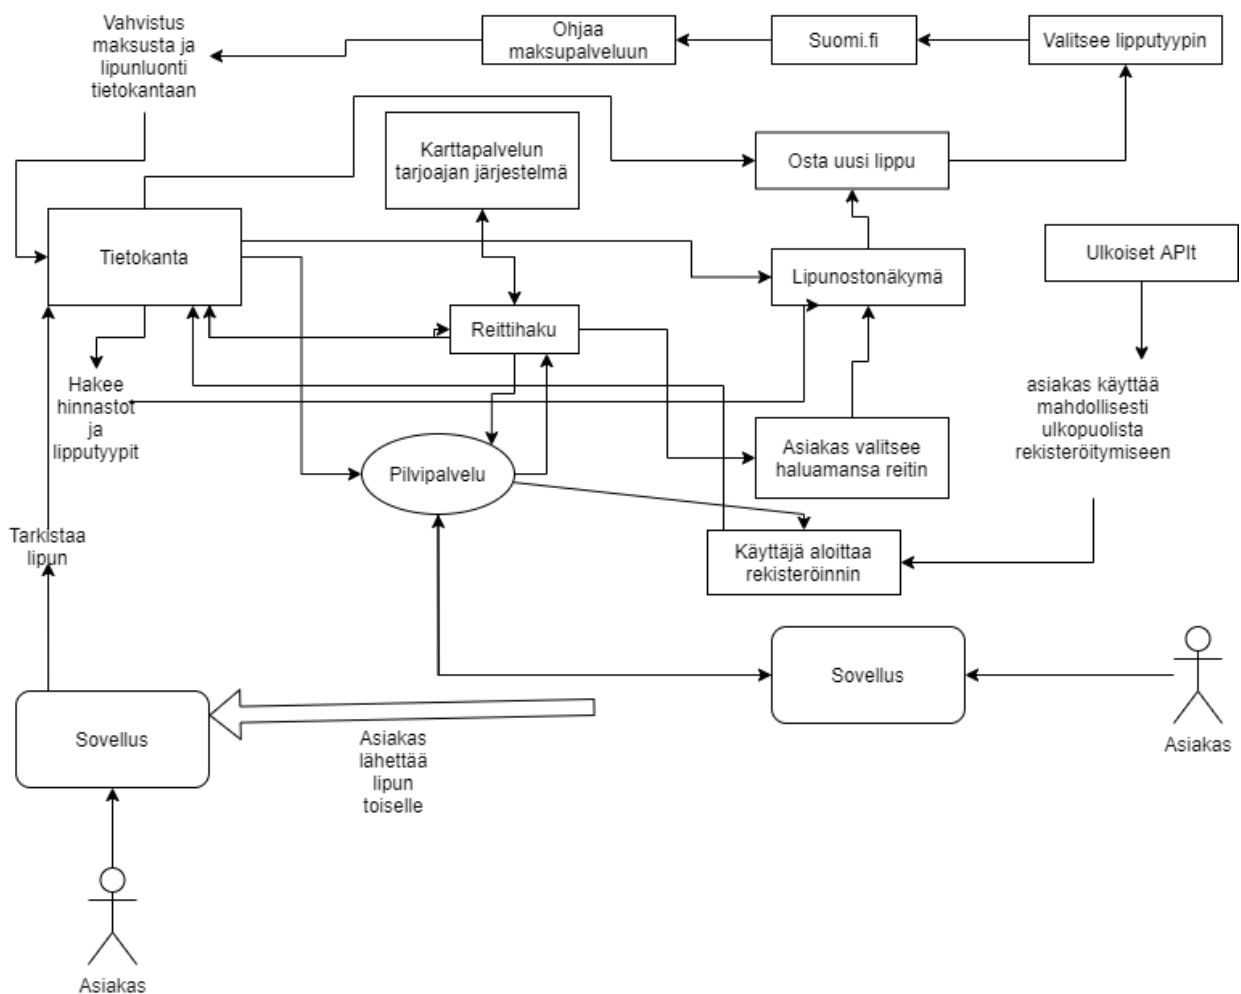 Vahvistus
maksusta ja
lipunluonti
tietokantaan
Ohjaa
maksupalveluun
Suomi.fi
Valitsee lipputyypin
Karttapalvelun
tarjoajan järjestelmä
Osta uusi lippu
Tietokanta
Lipunostonäkymä
Ulkoiset APIt
Reittihaku
Hakee
hinnastot
ja
lipputyypit
asiakas käyttää
mahdollisesti
ulkopuolista
rekisteröitymiseen
Asiakas valitsee
haluamansa reitin
Pilvipalvelu
Tarkistaa
lipun
Käyttäjä aloittaa
rekisteröinnin
Sovellus
Asiakas
Sovellus
Asiakas
lähettää
lipun
toiselle
Asiakas